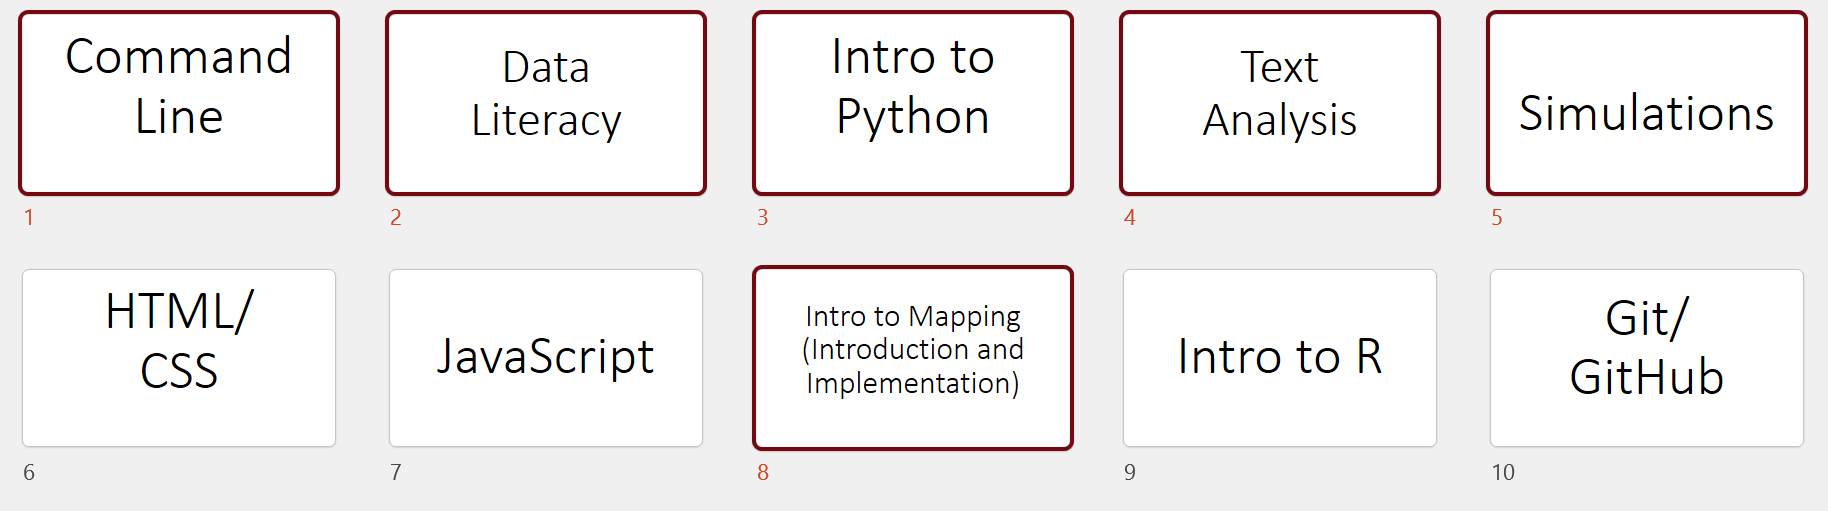 Command
Line
Data
Literacy
Intro to
Python
Text
Analysis
Simulations
1
2
3
4
5
HTML/
CSS
JavaScript
Intro to Mapping
(Introduction and
Implementation)
Intro to R
Git/
GitHub
6
7
8
9
10